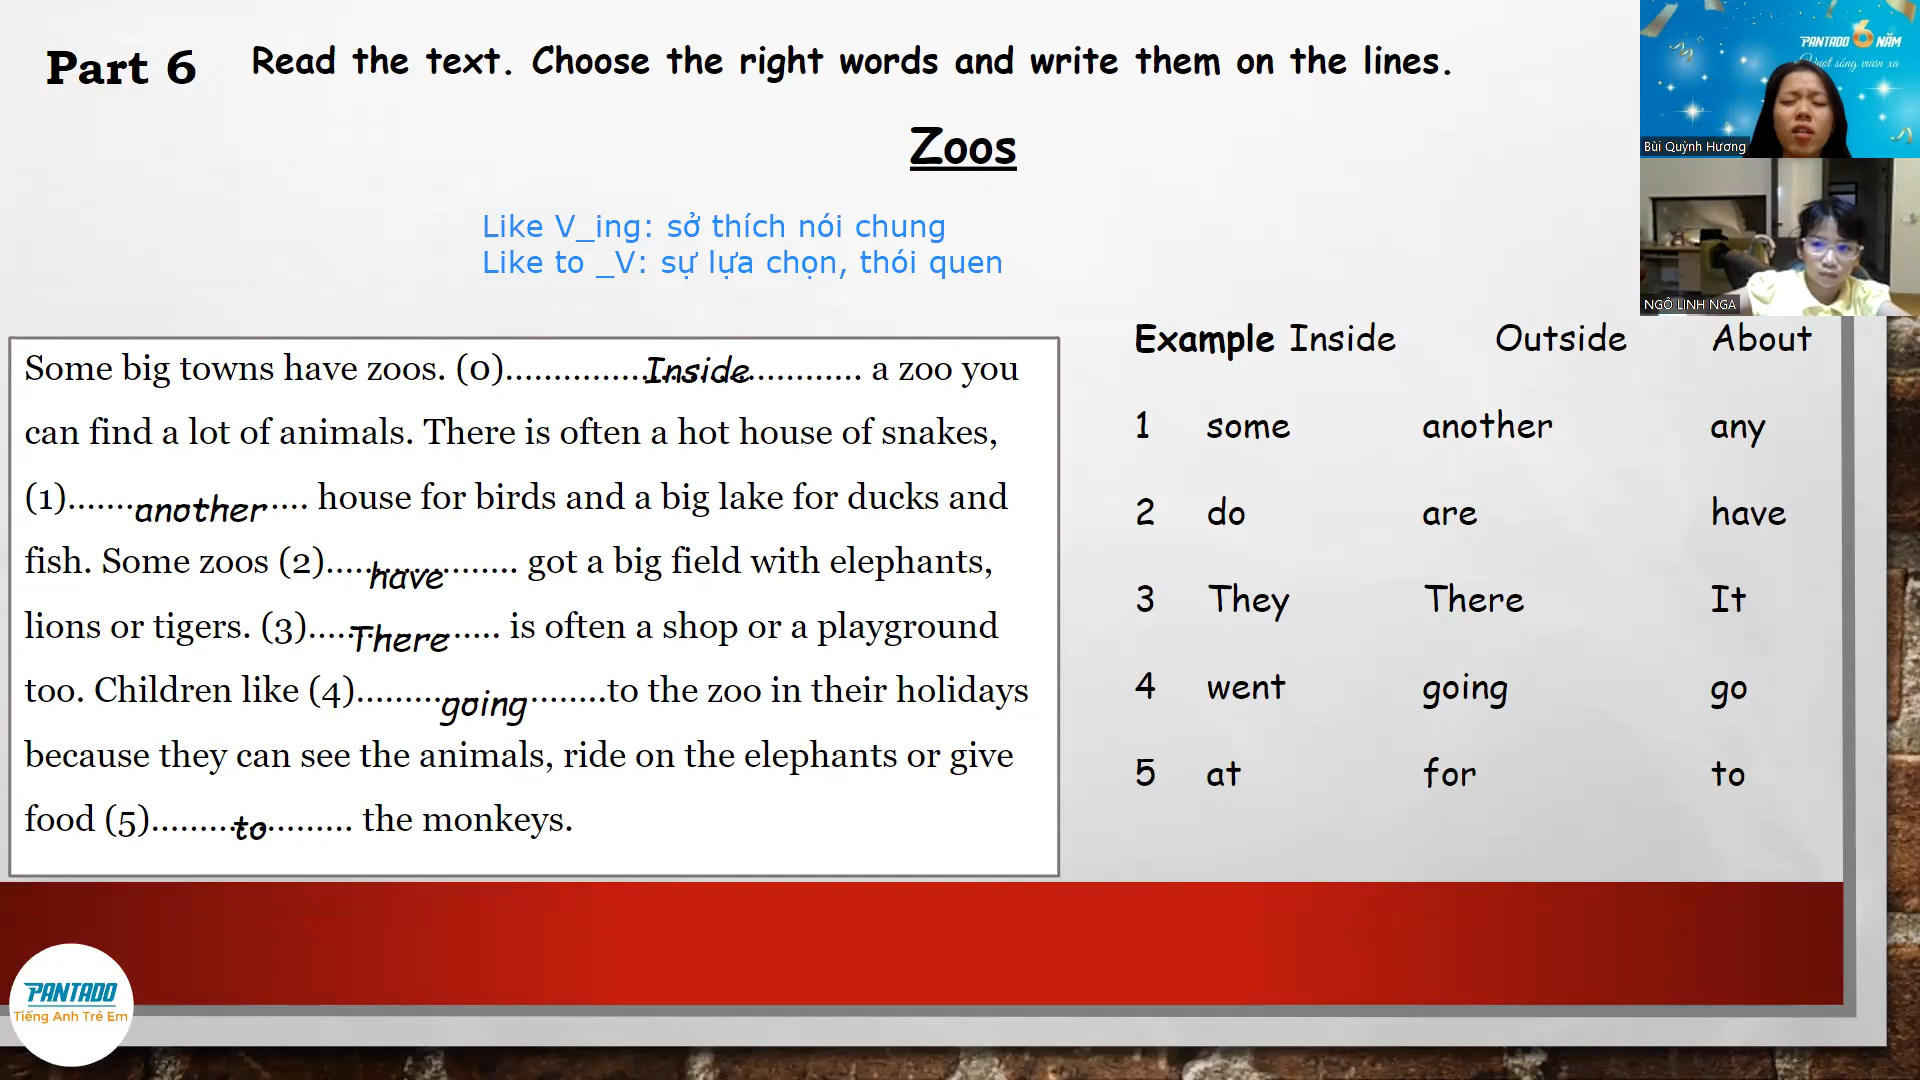 Part 6 Read the text. Choose the right words and write them on the lines.
Zoos
Like V_ing: sở thích nói chung
Like to _V: sự lựa chọn, thói quen
Some big towns have zoos. (0)............... Inside ............ a zoo you
can find a lot of animals. There is often a hot house of snakes,
(1)....... another .... house for birds and a big lake for ducks and
fish. Some zoos (2)..... have ........ got a big field with elephants,
lions or tigers. (3)..... There ..... is often a shop or a playground
too. Children like (4)......... going ........to the zoo in their holidays
because they can see the animals, ride on the elephants or give
food (5)......... to ......... the monkeys.
Example Inside Outside About
1 some another any
2 do are have
3 They There It
4 went going go
5 at for to
PANTADO 6 NĂM
Vượt sóng vươn xa
Bùi Quỳnh Hương
NGÔ LINH NGA
PANTADO
Tiếng Anh Trẻ Em